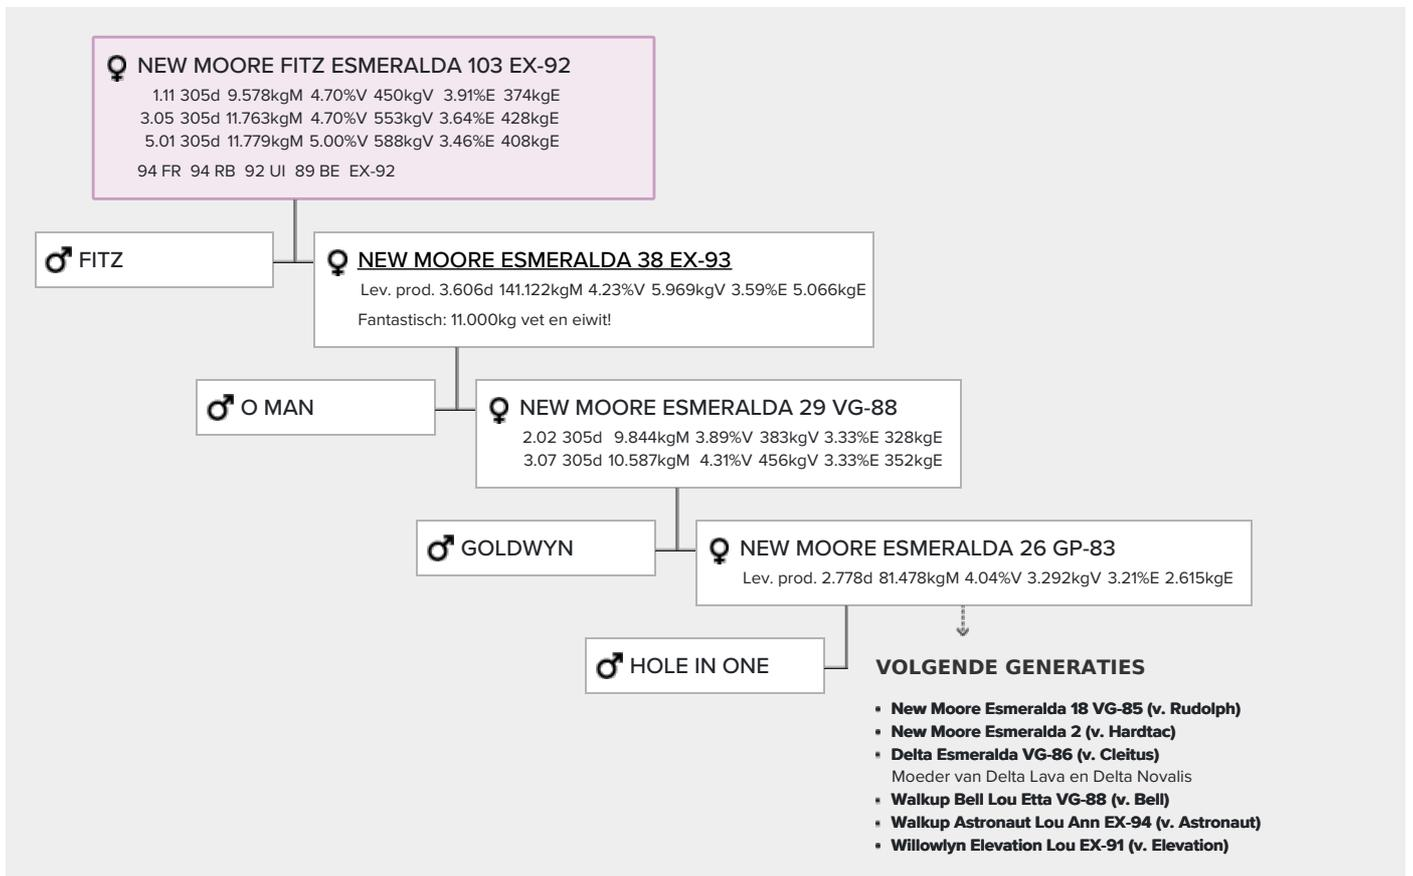 NEW MOORE FITZ ESMERALDA 103 EX-92
1.11 305d 9.578kgM 4.70%V 450kgV 3.91%E 374kgE
3.05 305d 11.763kgM 4.70%V 553kgV 3.64%E 428kgE
5.01 305d 11.779kgM 5.00%V 588kgV 3.46%E 408kgE
94 FR 94 RB 92 UI 89 BE EX-92
FITZ
NEW MOORE ESMERALDA 38 EX-93
Lev. prod. 3.606d 141.122kgM 4.23%V 5.969kgV 3.59%E 5.066kgE
Fantastisch: 11.000kg vet en eiwit!
O MAN
NEW MOORE ESMERALDA 29 VG-88
2.02 305d 9.844kgM 3.89%V 383kgV 3.33%E 328kgE
3.07 305d 10.587kgM 4.31%V 456kgV 3.33%E 352kgE
GOLDWYN
NEW MOORE ESMERALDA 26 GP-83
Lev. prod. 2.778d 81.478kgM 4.04%V 3.292kgV 3.21%E 2.615kgE
HOLE IN ONE
VOLGENDE GENERATIES
▪ New Moore Esmeralda 18 VG-85 (v. Rudolph)
▪ New Moore Esmeralda 2 (v. Hardtac)
▪ Delta Esmeralda VG-86 (v. Cleitus)
Moeder van Delta Lava en Delta Novalis
▪ Walkup Bell Lou Etta VG-88 (v. Bell)
▪ Walkup Astronaut Lou Ann EX-94 (v. Astronaut)
▪ Willowlyn Elevation Lou EX-91 (v. Elevation)